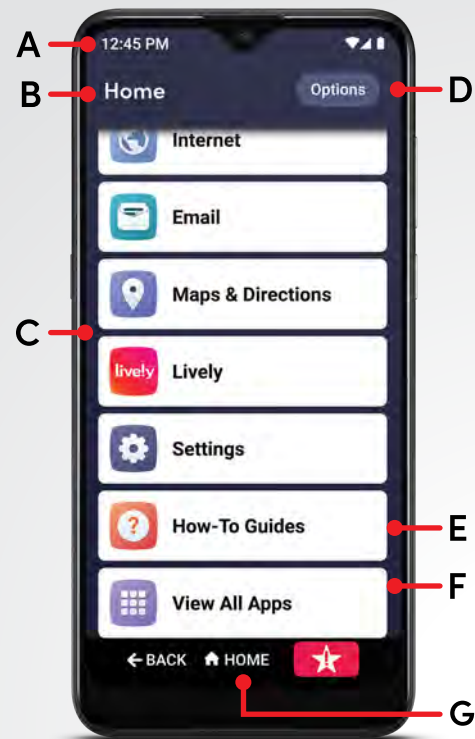 A
12:45 PM
B
Home
Options
D
Internet
Email
Maps & Directions
C
lively
Lively
Settings
?
How-To Guides
E
View All Apps
F
BACK
HOME
G